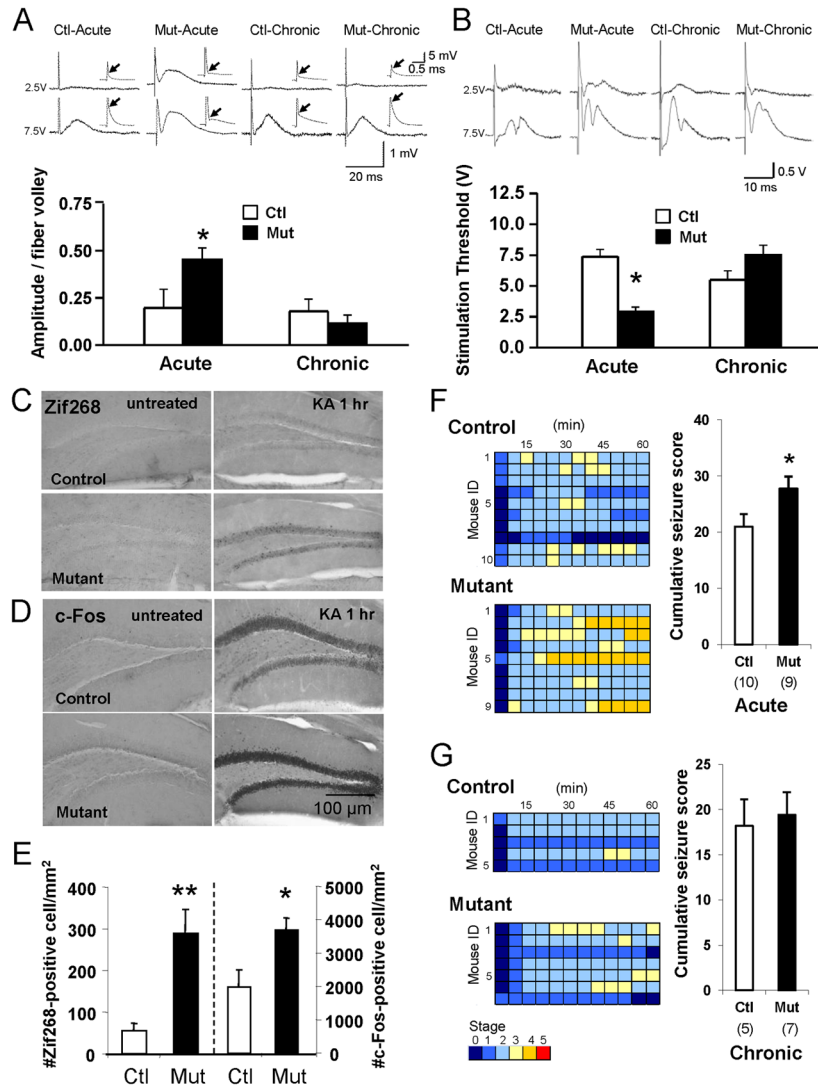 A
Ctl-Acute Mut-Acute Ctl-Chronic Mut-Chronic
5 mV
0.5 ms
2.5V
7.5V
1 mV
20 ms
Amplitude / fiber volley
0.75
0.50
0.25
0.00
Ctl
Mut
*
Acute Chronic
B
Ctl-Acute Mut-Acute Ctl-Chronic Mut-Chronic
2.5V
7.5V
0.5 V
10 ms
Stimulation Threshold (V)
12.5
10.0
7.5
5.0
2.5
0.0
Ctl
Mut
*
Acute Chronic
C
Zif268 untreated KA 1 hr
Control
Mutant
D
c-Fos untreated KA 1 hr
Control
Mutant
100 µm
E
#Zif268-positive cell/mm²
400
300
200
100
0
** *
5000
4000
3000
2000
1000
0
#c-Fos-positive cell/mm²
Ctl Mut Ctl Mut
F
Control (min)
15 30 45 60
Mouse ID
1
5
10
Mutant
Mouse ID
1
5
9
Cumulative seizure score
40
30
20
10
0
*
Ctl Mut
(10) (9)
Acute
G
Control (min)
15 30 45 60
Mouse ID
1
5
Mutant
Mouse ID
1
5
Stage
0 1 2 3 4 5
Cumulative seizure score
25
20
15
10
5
0
Ctl Mut
(5) (7)
Chronic